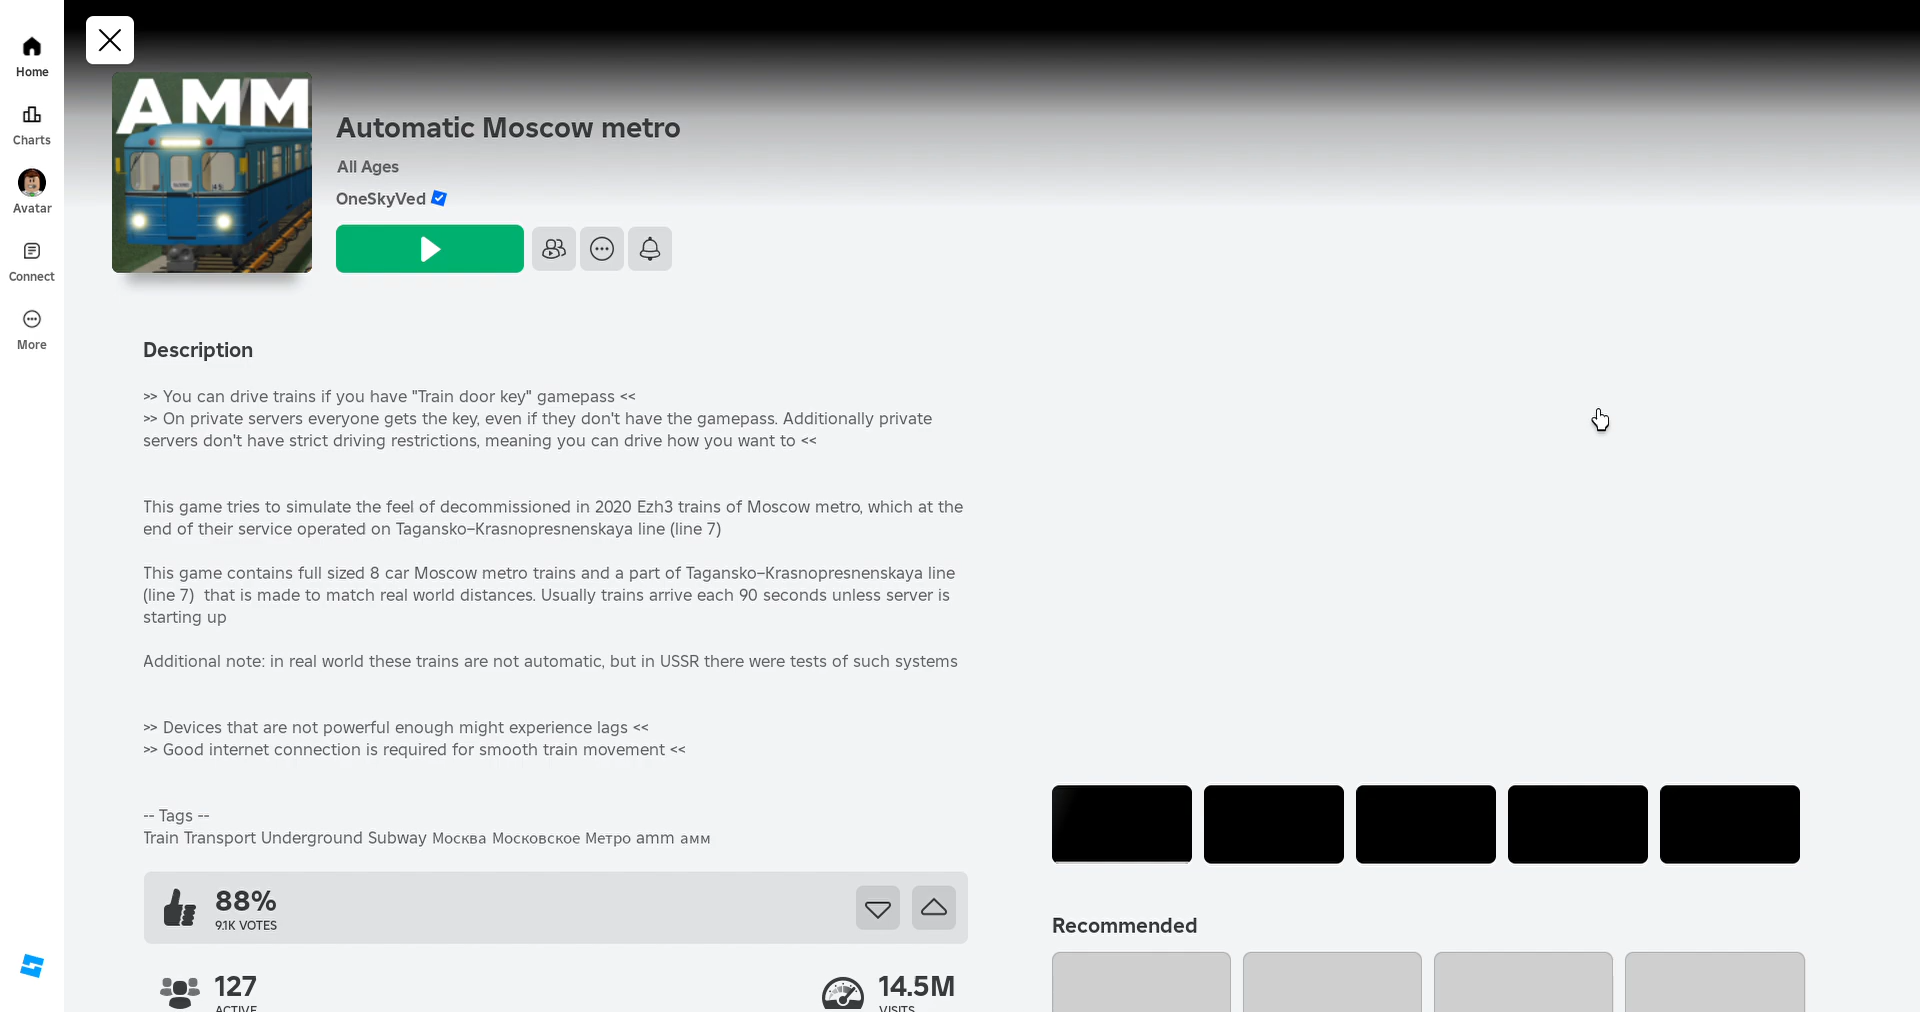 Home
Charts
Avatar
Connect
More
AMM
Automatic Moscow metro
All Ages
OneSkyVed
Description
>> You can drive trains if you have "Train door key" gamepass <<
>> On private servers everyone gets the key, even if they don't have the gamepass. Additionally private
servers don't have strict driving restrictions, meaning you can drive how you want to <<
This game tries to simulate the feel of decommissioned in 2020 Ezh3 trains of Moscow metro, which at the
end of their service operated on Tagansko–Krasnopresnenskaya line (line 7)
This game contains full sized 8 car Moscow metro trains and a part of Tagansko–Krasnopresnenskaya line
(line 7)  that is made to match real world distances. Usually trains arrive each 90 seconds unless server is
starting up
Additional note: in real world these trains are not automatic, but in USSR there were tests of such systems
>> Devices that are not powerful enough might experience lags <<
>> Good internet connection is required for smooth train movement <<
-- Tags --
Train Transport Underground Subway Москва Московское Метро amm амм
88%
9.1K VOTES
127
ACTIVE
14.5M
VISITS
Recommended